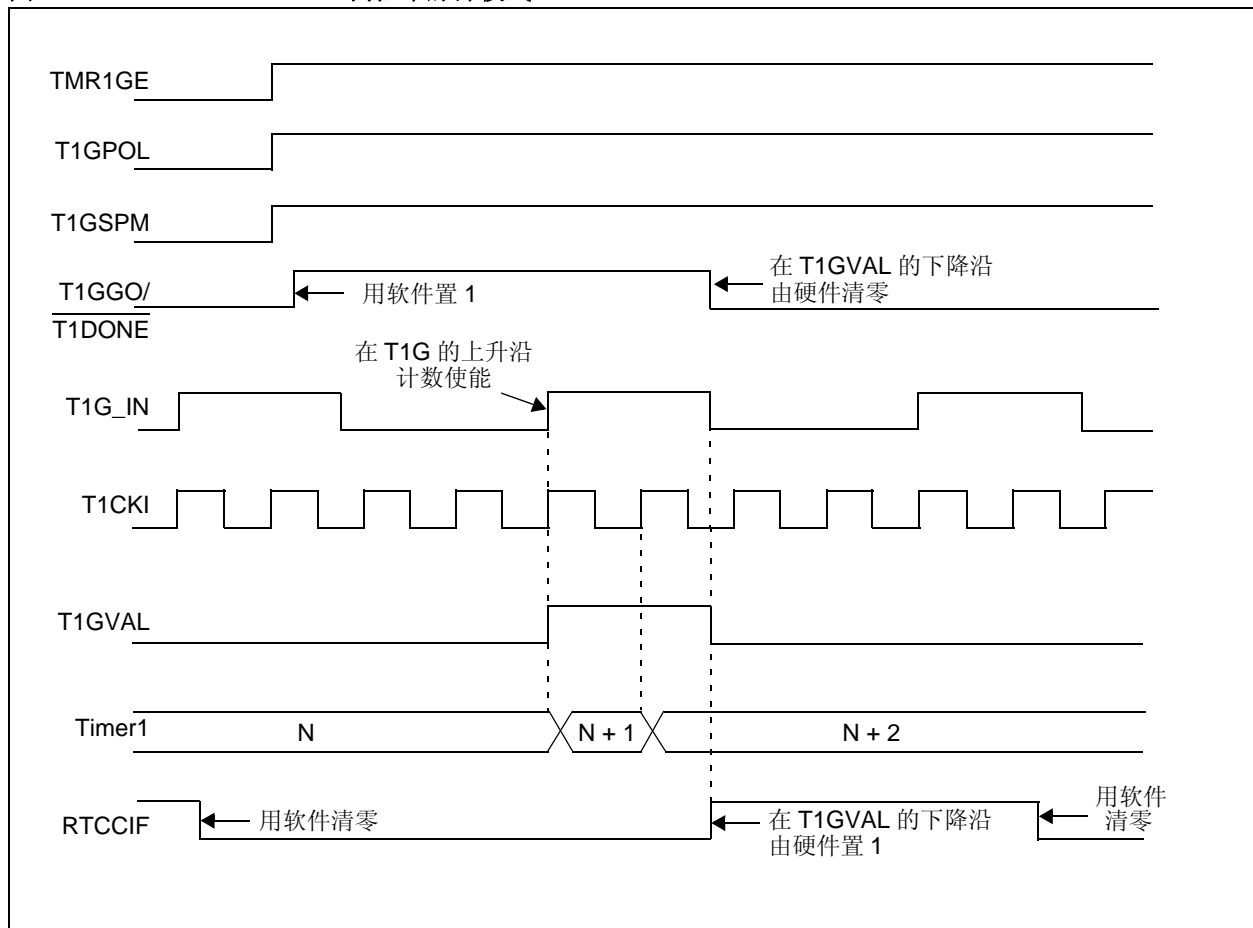 TMR1GE
T1GPOL
T1GSPM
T1GGO/
T1DONE
用软件置 1
在 T1GVAL 的下降沿
由硬件清零
在 T1G 的上升沿
计数使能
T1G_IN
T1CKI
T1GVAL
Timer1
N
N + 1
N + 2
RTCCIF
用软件清零
在 T1GVAL 的下降沿
由硬件置 1
用软件
清零